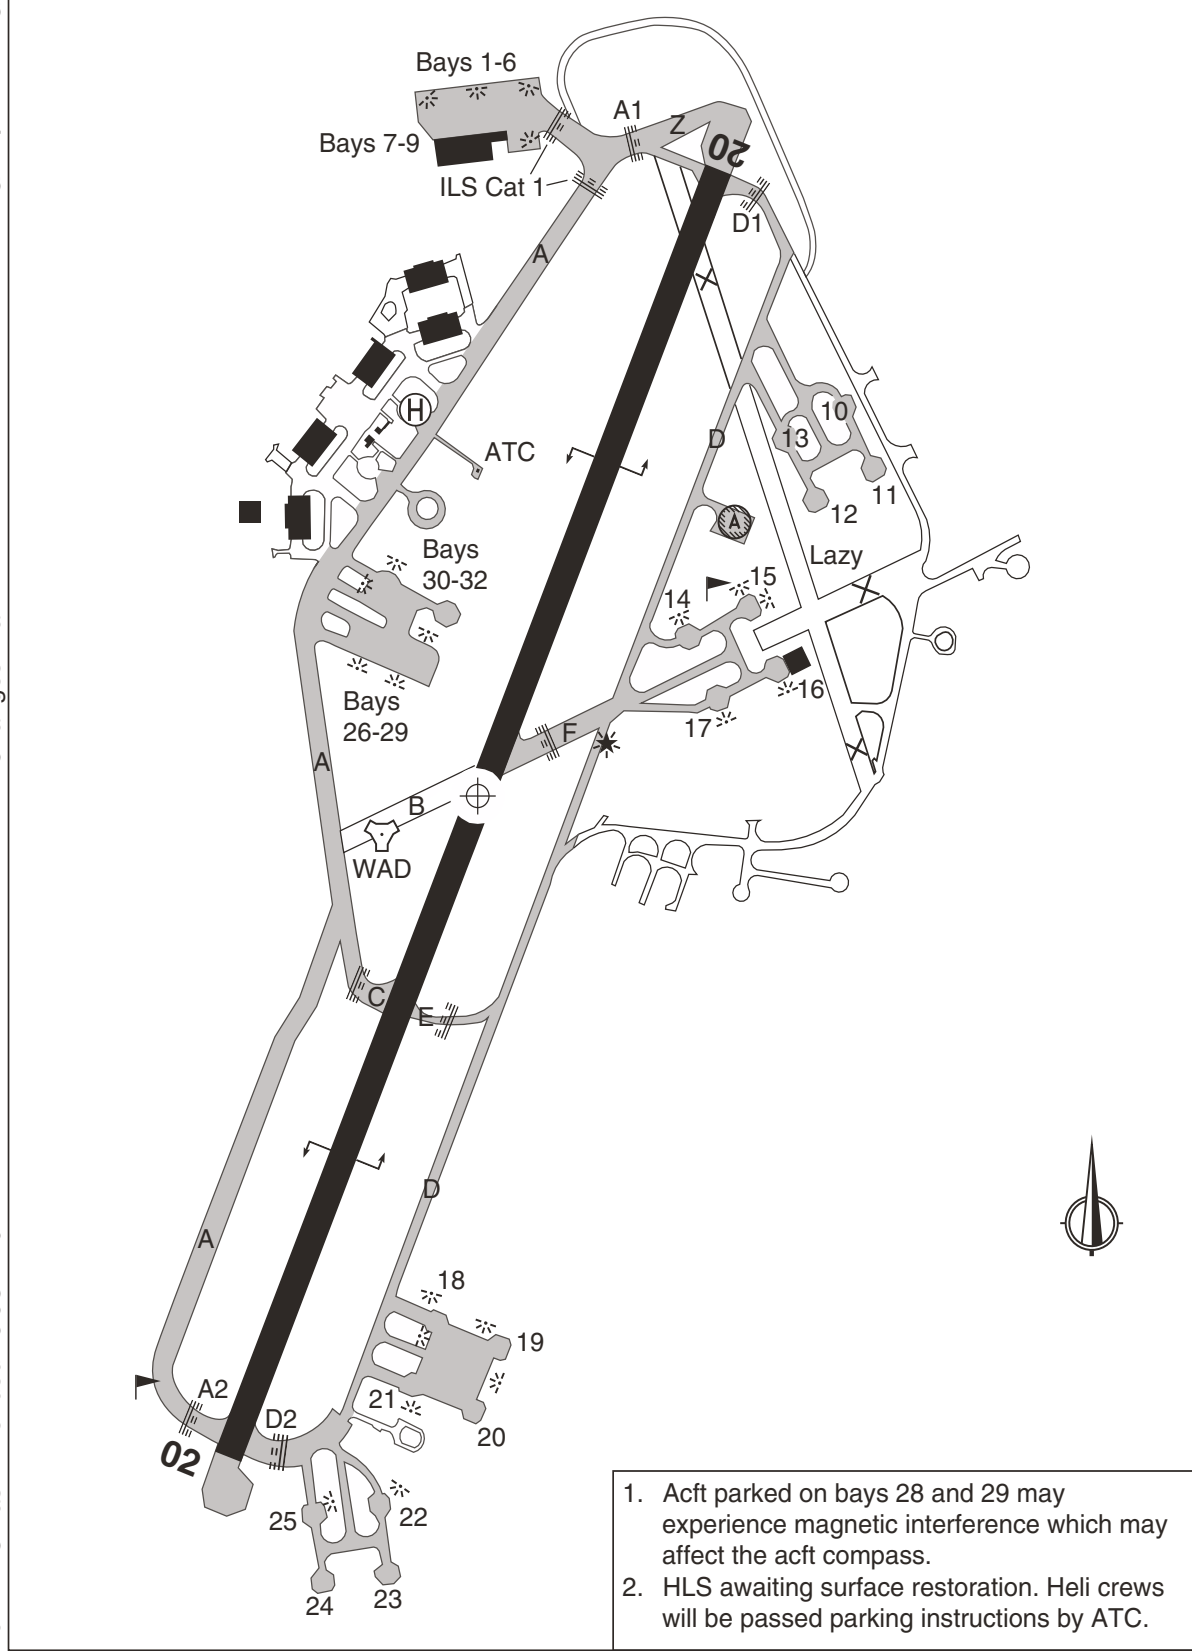 Bays 1-6
A1
Z
Bays 7-9
20
ILS Cat 1
D1
A
H
10
13
D
ATC
11
12
A
Bays
30-32
Lazy
15
14
16
Bays
26-29
17
F
A
B
WAD
C
E
D
A
18
19
A2
21
D2
20
02
25
22
24
23
1. Acft parked on bays 28 and 29 may
experience magnetic interference which may
affect the acft compass.
2. HLS awaiting surface restoration. Heli crews
will be passed parking instructions by ATC.